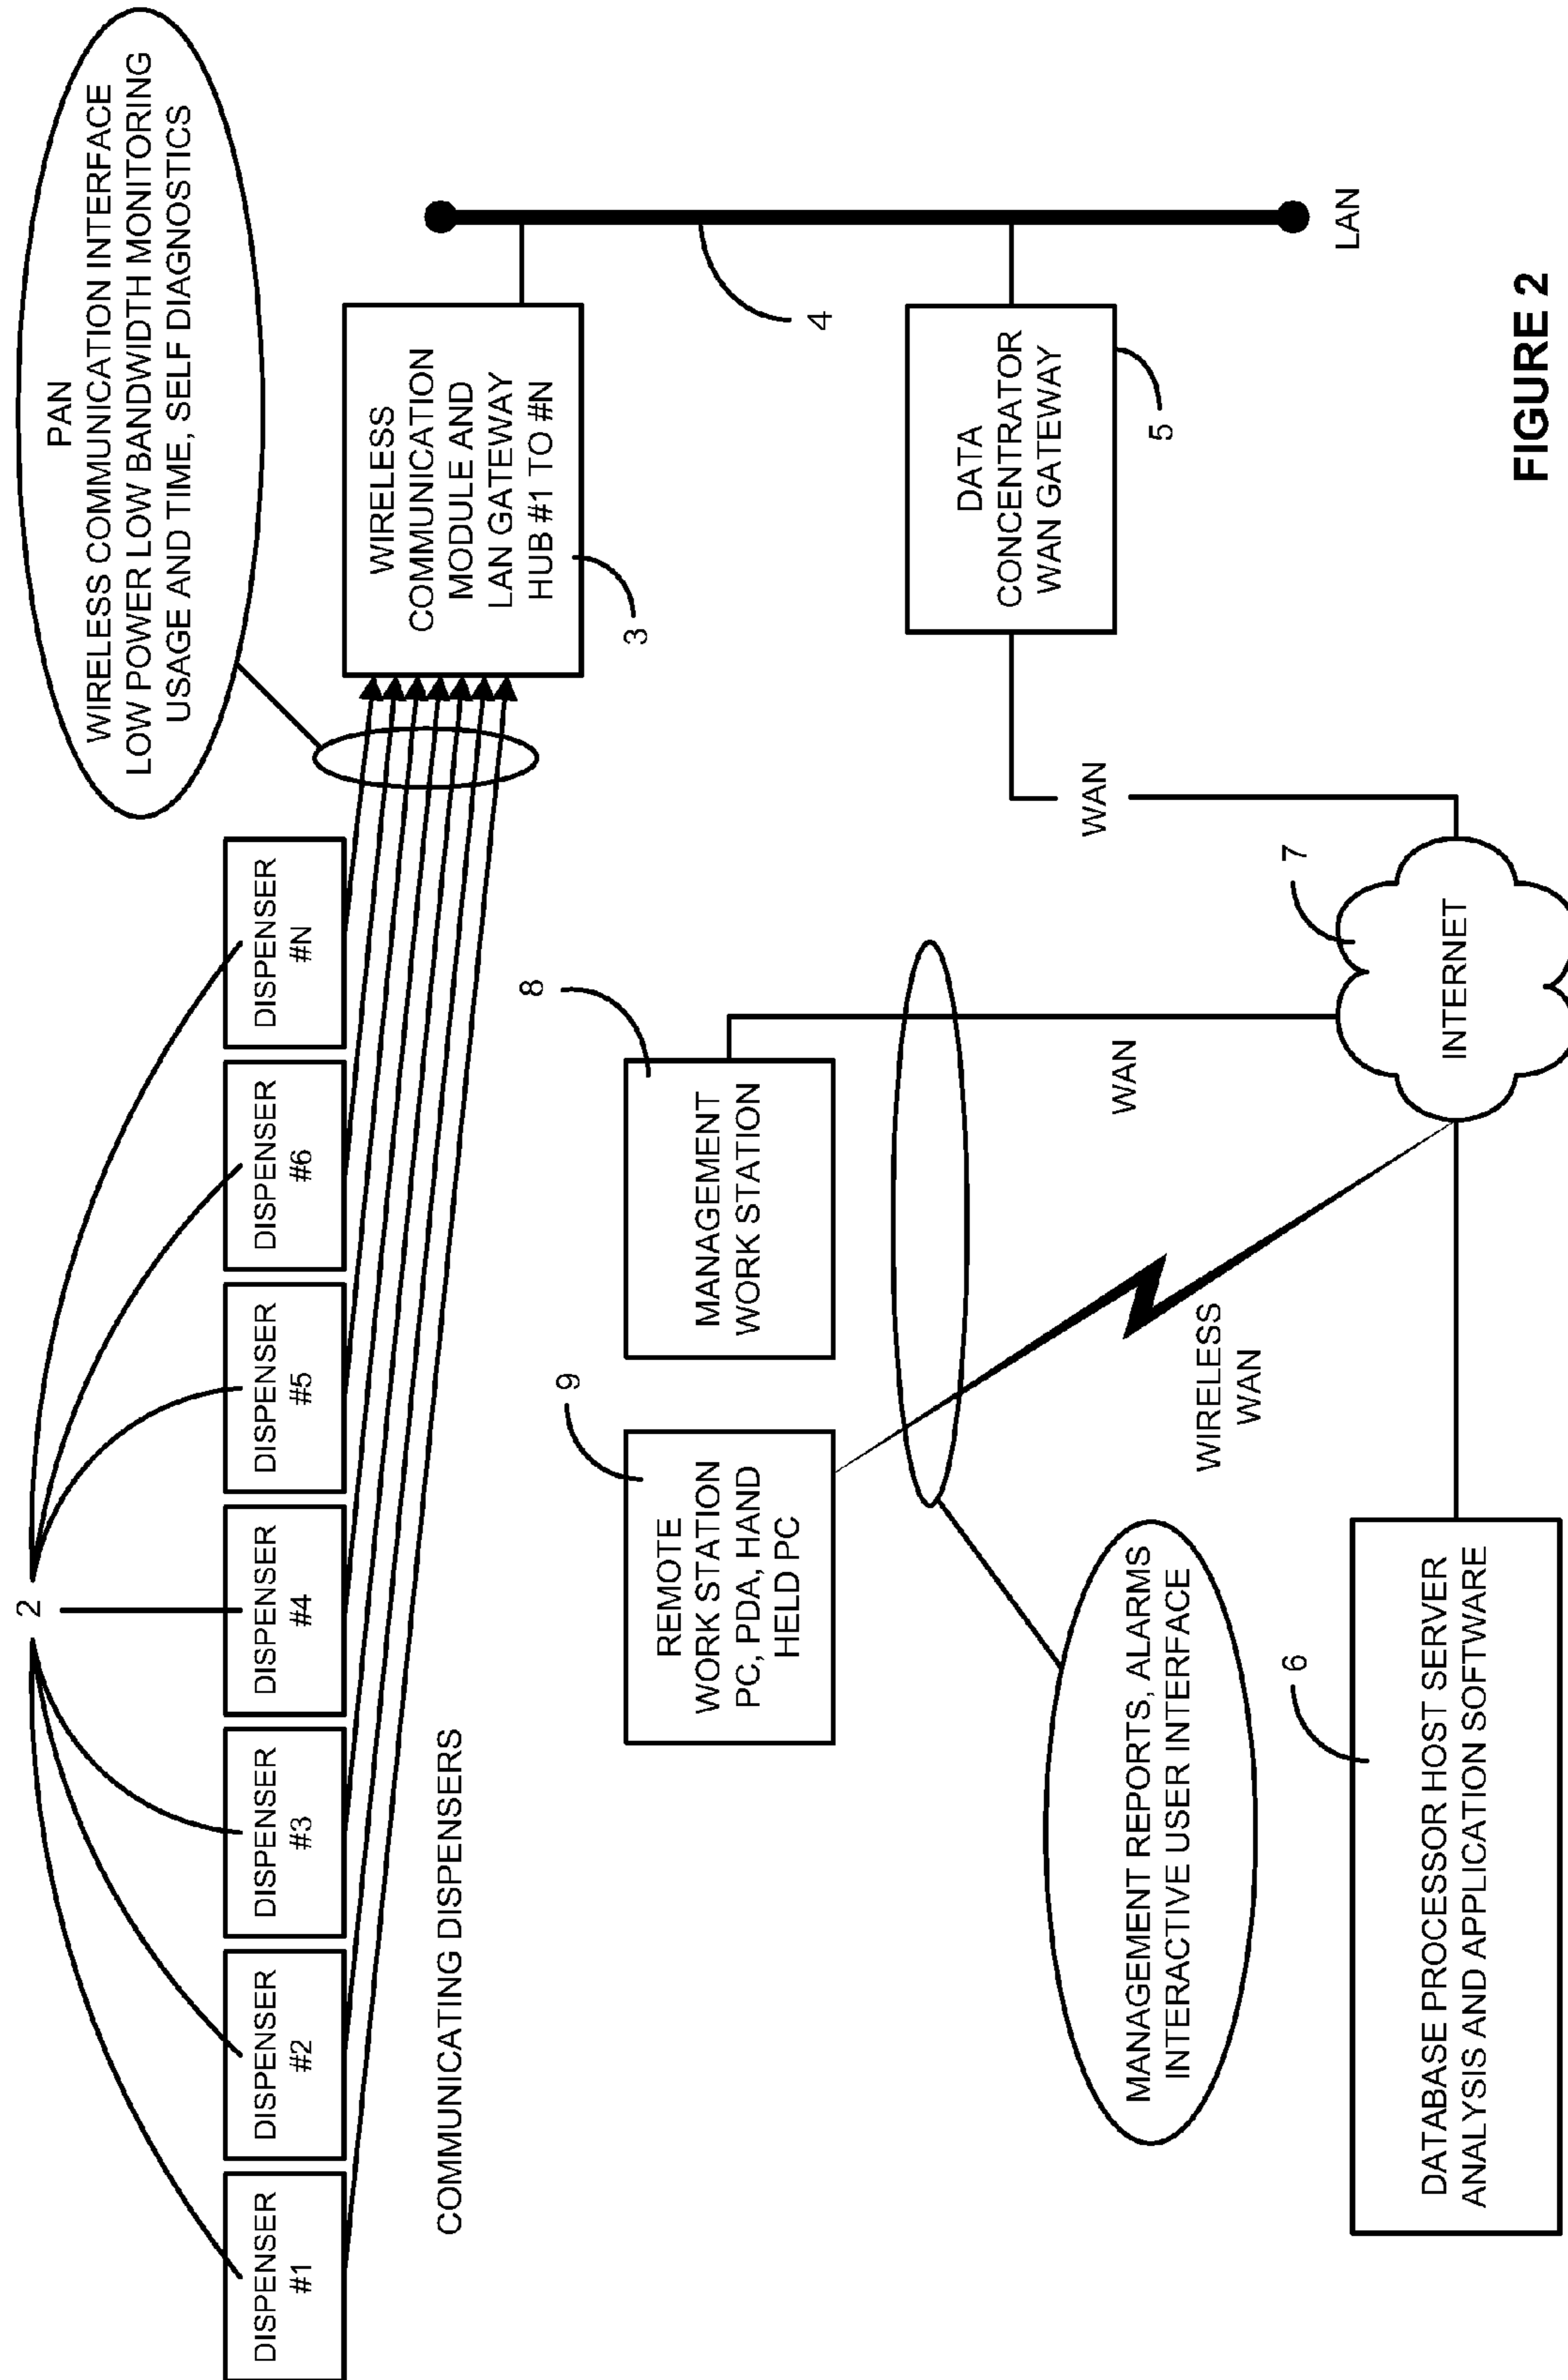 2
DISPENSER
#1
DISPENSER
#2
DISPENSER
#3
DISPENSER
#4
DISPENSER
#5
DISPENSER
#6
DISPENSER
#N
COMMUNICATING DISPENSERS
PAN
WIRELESS COMMUNICATION INTERFACE
LOW POWER LOW BANDWIDTH MONITORING
USAGE AND TIME, SELF DIAGNOSTICS
WIRELESS
COMMUNICATION
MODULE AND
LAN GATEWAY
HUB #1 TO #N
3
4
LAN
DATA
CONCENTRATOR
WAN GATEWAY
5
WAN
9
REMOTE
WORK STATION
PC, PDA, HAND
HELD PC
8
MANAGEMENT
WORK STATION
WAN
WIRELESS
WAN
MANAGEMENT REPORTS, ALARMS
INTERACTIVE USER INTERFACE
7
INTERNET
6
DATABASE PROCESSOR HOST SERVER
ANALYSIS AND APPLICATION SOFTWARE
FIGURE 2